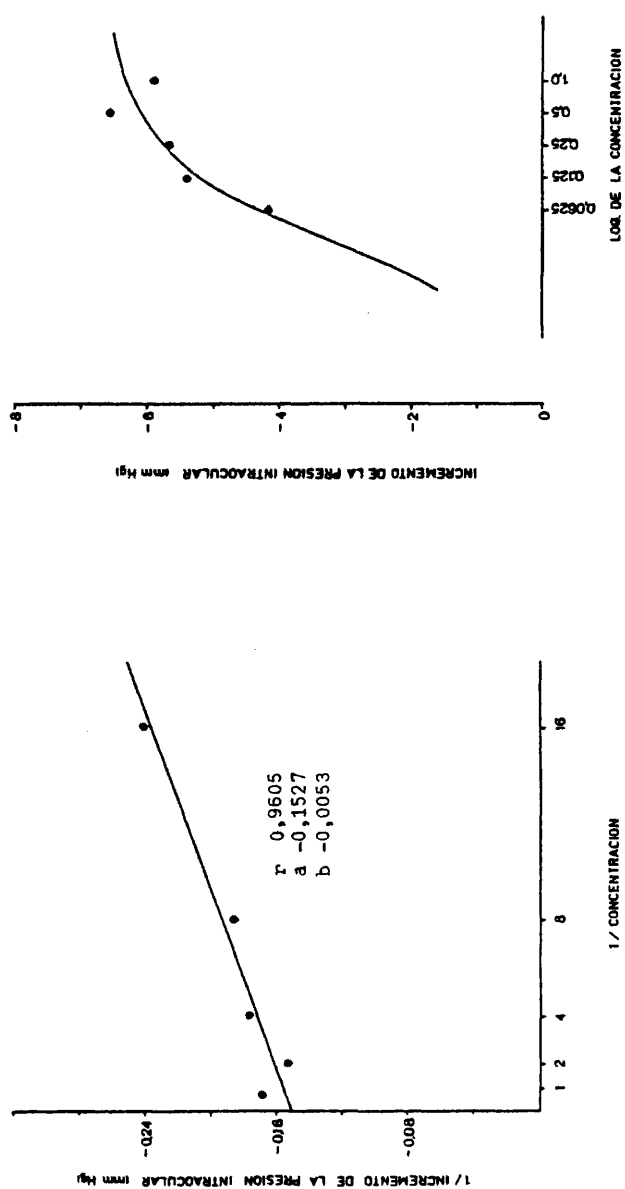 INCREMENTO DE LA PRESION INTRAOCULAR (mm Hg)
-8
-6
-4
-2
0
0,0625
0,125
0,25
0,5
1,0
LOG. DE LA CONCENTRACION
1/ INCREMENTO DE LA PRESION INTRAOCULAR (mm Hg)
-0,24
-0,16
-0,08
r 0,9605
a -0,1527
b -0,0053
1 2 4 8 16
1/ CONCENTRACION